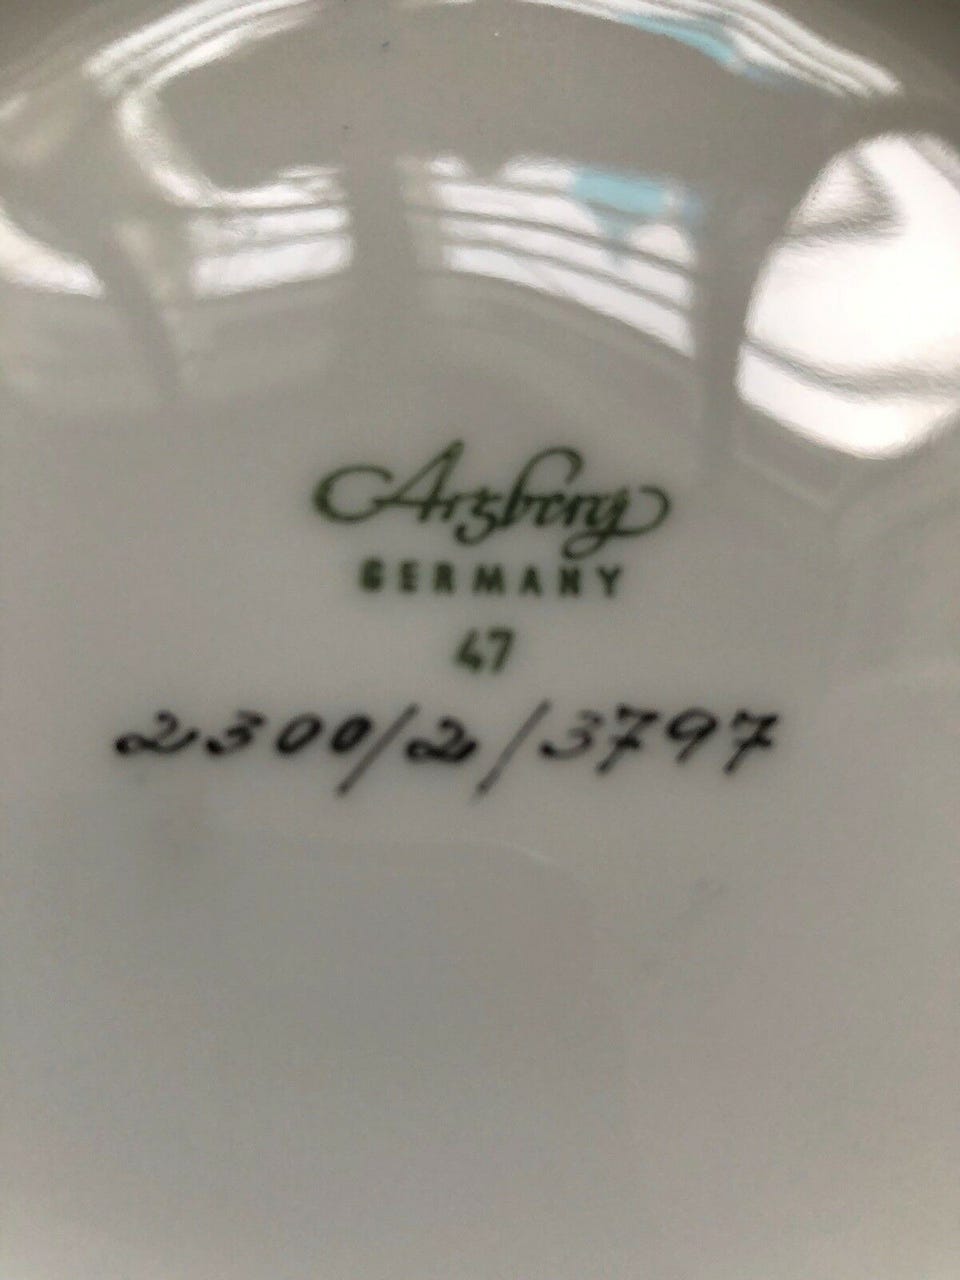 Arzberg
GERMANY
47
2300/2/3797